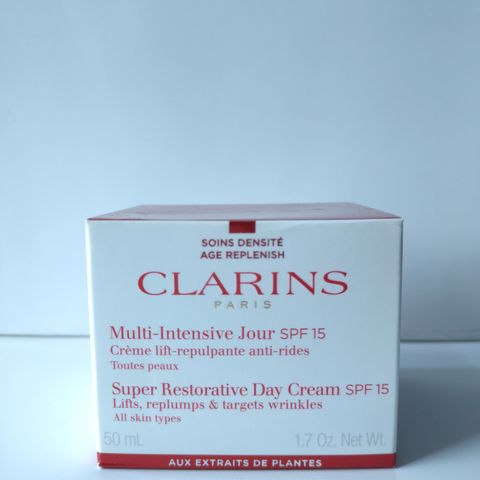 SOINS DENSITÉ
AGE REPLENISH
CLARINS
PARIS
Multi-Intensive Jour SPF 15
Crème lift-repulpante anti-rides
Toutes peaux
Super Restorative Day Cream SPF 15
Lifts, replumps & targets wrinkles
All skin types
50 mL 1.7 Oz. Net Wt.
AUX EXTRAITS DE PLANTES